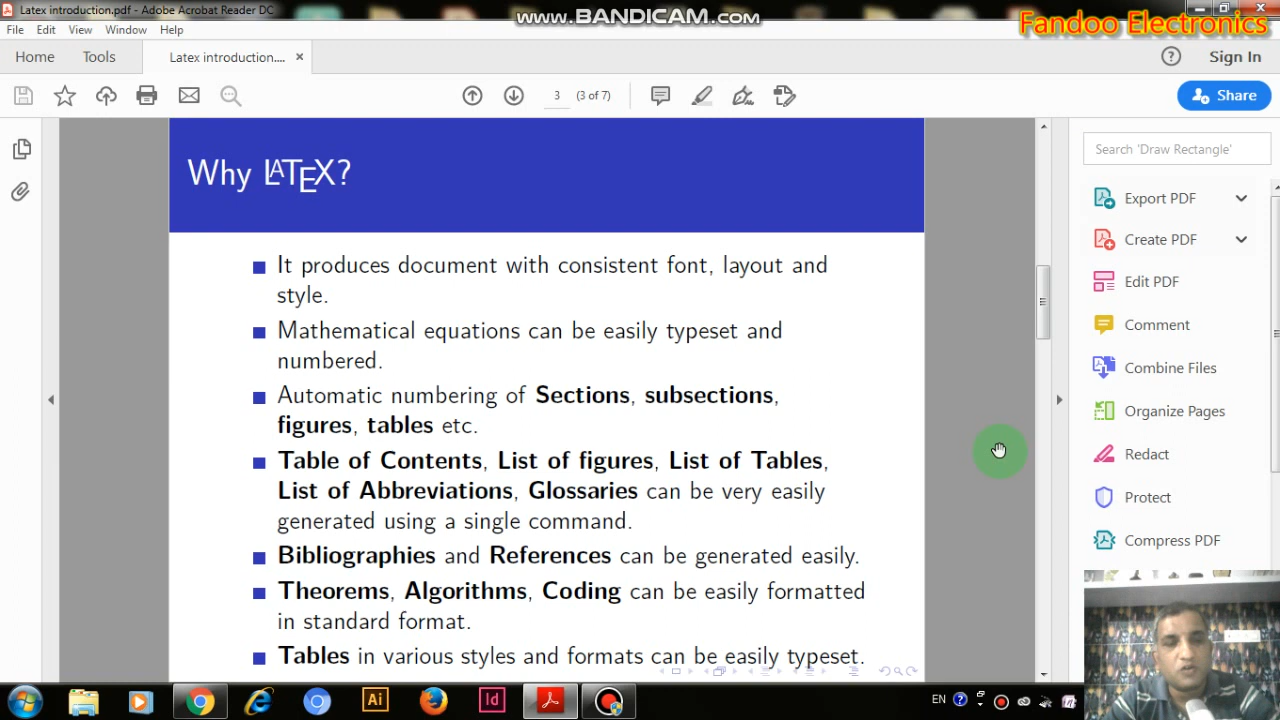 Latex introduction.pdf - Adobe Acrobat Reader DC
www.BANDICAM.com
Fandoo Electronics
File Edit View Window Help
Home Tools Latex introduction.... × Sign In
3 (3 of 7)
Share
Why LATEX?
Search 'Draw Rectangle'
It produces document with consistent font, layout and
style.
Mathematical equations can be easily typeset and
numbered.
Automatic numbering of Sections, subsections,
figures, tables etc.
Table of Contents, List of figures, List of Tables,
List of Abbreviations, Glossaries can be very easily
generated using a single command.
Bibliographies and References can be generated easily.
Theorems, Algorithms, Coding can be easily formatted
in standard format.
Tables in various styles and formats can be easily typeset.
Export PDF
Create PDF
Edit PDF
Comment
Combine Files
Organize Pages
Redact
Protect
Compress PDF
Ai
Id
EN